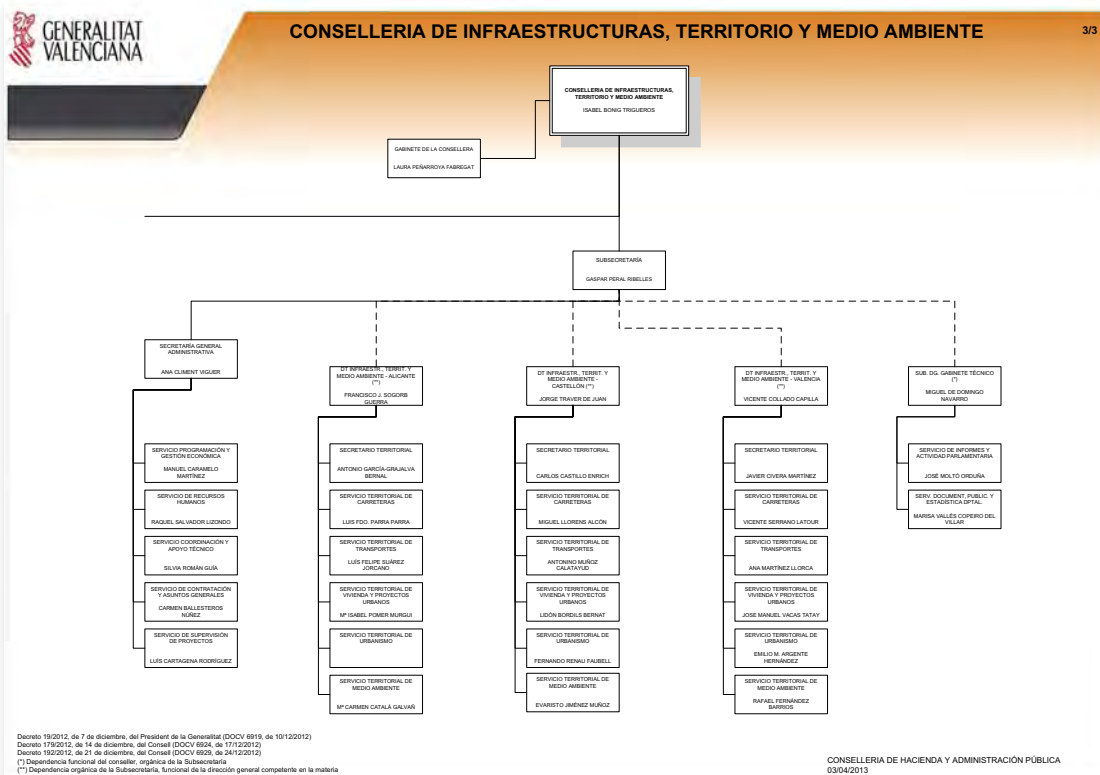 GENERALITAT
VALENCIANA
CONSELLERIA DE INFRAESTRUCTURAS, TERRITORIO Y MEDIO AMBIENTE
3/3
CONSELLERIA DE INFRAESTRUCTURAS,
TERRITORIO Y MEDIO AMBIENTE
ISABEL BONIG TRIGUEROS
GABINETE DE LA CONSELLERA
LAURA PEÑARROYA FABREGAT
SUBSECRETARÍA
GASPAR PERAL RIBELLES
SECRETARÍA GENERAL
ADMINISTRATIVA
ANA CLIMENT VIGUER
SERVICIO PROGRAMACIÓN Y
GESTIÓN ECONÓMICA
MANUEL CARAMELO
MARTÍNEZ
SERVICIO DE RECURSOS
HUMANOS
RAQUEL SALVADOR LIZONDO
SERVICIO COORDINACIÓN Y
APOYO TÉCNICO
SILVIA ROMÁN GUÍA
SERVICIO DE CONTRATACIÓN
Y ASUNTOS GENERALES
CARMEN BALLESTEROS
NÚÑEZ
SERVICIO DE SUPERVISIÓN
DE PROYECTOS
LUÍS CARTAGENA RODRÍGUEZ
DT INFRAESTR., TERRIT. Y
MEDIO AMBIENTE - ALICANTE
(**)
FRANCISCO J. SOGORB
GUERRA
SECRETARIO TERRITORIAL
ANTONIO GARCÍA-GRAJALVA
BERNAL
SERVICIO TERRITORIAL DE
CARRETERAS
LUIS FDO. PARRA PARRA
SERVICIO TERRITORIAL DE
TRANSPORTES
LUÍS FELIPE SUÁREZ
JORCANO
SERVICIO TERRITORIAL DE
VIVIENDA Y PROYECTOS
URBANOS
Mª ISABEL POMER MURGUI
SERVICIO TERRITORIAL DE
URBANISMO
SERVICIO TERRITORIAL DE
MEDIO AMBIENTE
Mª CARMEN CATALÁ GALVAÑ
DT INFRAESTR., TERRIT. Y
MEDIO AMBIENTE -
CASTELLÓN (**)
JORGE TRAVER DE JUAN
SECRETARIO TERRITORIAL
CARLOS CASTILLO ENRICH
SERVICIO TERRITORIAL DE
CARRETERAS
MIGUEL LLORENS ALCÓN
SERVICIO TERRITORIAL DE
TRANSPORTES
ANTONINO MUÑOZ
CALATAYUD
SERVICIO TERRITORIAL DE
VIVIENDA Y PROYECTOS
URBANOS
LIDÓN BORDILS BERNAT
SERVICIO TERRITORIAL DE
URBANISMO
FERNANDO RENAU FAUBELL
SERVICIO TERRITORIAL DE
MEDIO AMBIENTE
EVARISTO JIMÉNEZ MUÑOZ
DT INFRAESTR., TERRIT. Y
MEDIO AMBIENTE - VALENCIA
(**)
VICENTE COLLADO CAPILLA
SECRETARIO TERRITORIAL
JAVIER CIVERA MARTÍNEZ
SERVICIO TERRITORIAL DE
CARRETERAS
VICENTE SERRANO LATOUR
SERVICIO TERRITORIAL DE
TRANSPORTES
ANA MARTÍNEZ LLORCA
SERVICIO TERRITORIAL DE
VIVIENDA Y PROYECTOS
URBANOS
JOSE MANUEL VACAS TATAY
SERVICIO TERRITORIAL DE
URBANISMO
EMILIO M. ARGENTE
HERNÁNDEZ
SERVICIO TERRITORIAL DE
MEDIO AMBIENTE
RAFAEL FERNÁNDEZ
BARRIOS
SUB. DG. GABINETE TÉCNICO
(*)
MIGUEL DE DOMINGO
NAVARRO
SERVICIO DE INFORMES Y
ACTIVIDAD PARLAMENTARIA
JOSÉ MOLTÓ ORDUÑA
SERV. DOCUMENT, PUBLIC. Y
ESTADÍSTICA DPTAL.
MARISA VALLÉS COPEIRO DEL
VILLAR
Decreto 19/2012, de 7 de diciembre, del President de la Generalitat (DOCV 6919, de 10/12/2012)
Decreto 179/2012, de 14 de diciembre, del Consell (DOCV 6924, de 17/12/2012)
Decreto 192/2012, de 21 de diciembre, del Consell (DOCV 6929, de 24/12/2012)
(*) Dependencia funcional del conseller, orgánica de la Subsecretaría
(**) Dependencia orgánica de la Subsecretaría, funcional de la dirección general competente en la materia
CONSELLERIA DE HACIENDA Y ADMINISTRACIÓN PÚBLICA
03/04/2013